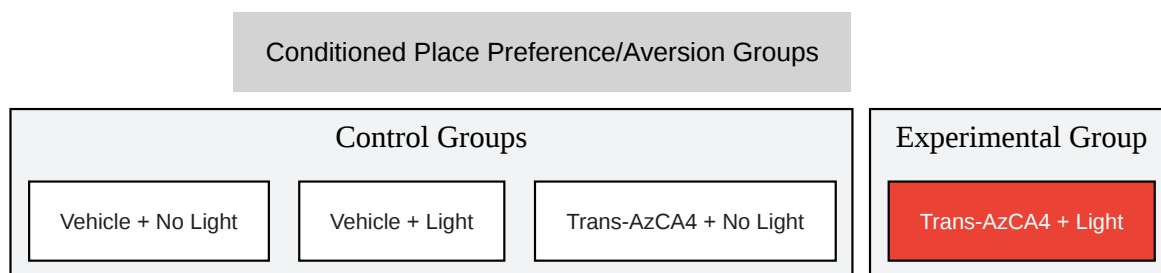 Conditioned Place Preference/Aversion Groups
Control Groups
Vehicle + No Light
Vehicle + Light
Trans-AzCA4 + No Light
Experimental Group
Trans-AzCA4 + Light